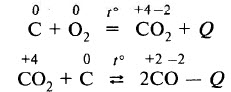 0 0 t° +4−2
C + O₂ = CO₂ + Q
+4 0 t° +2 −2
CO₂ + C ⇄ 2CO − Q